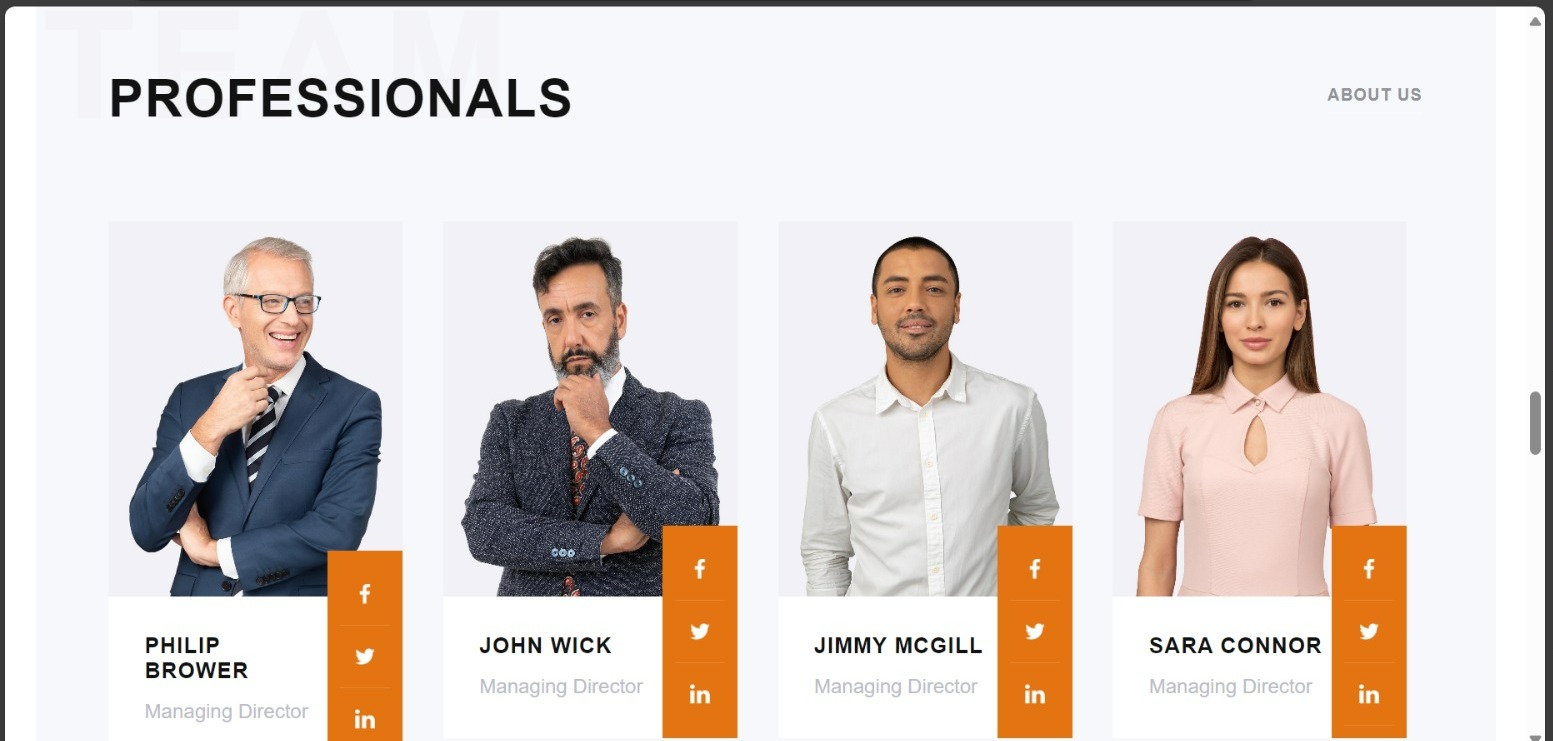 TEAM
PROFESSIONALS
ABOUT US
PHILIP
BROWER
Managing Director
JOHN WICK
Managing Director
JIMMY MCGILL
Managing Director
SARA CONNOR
Managing Director